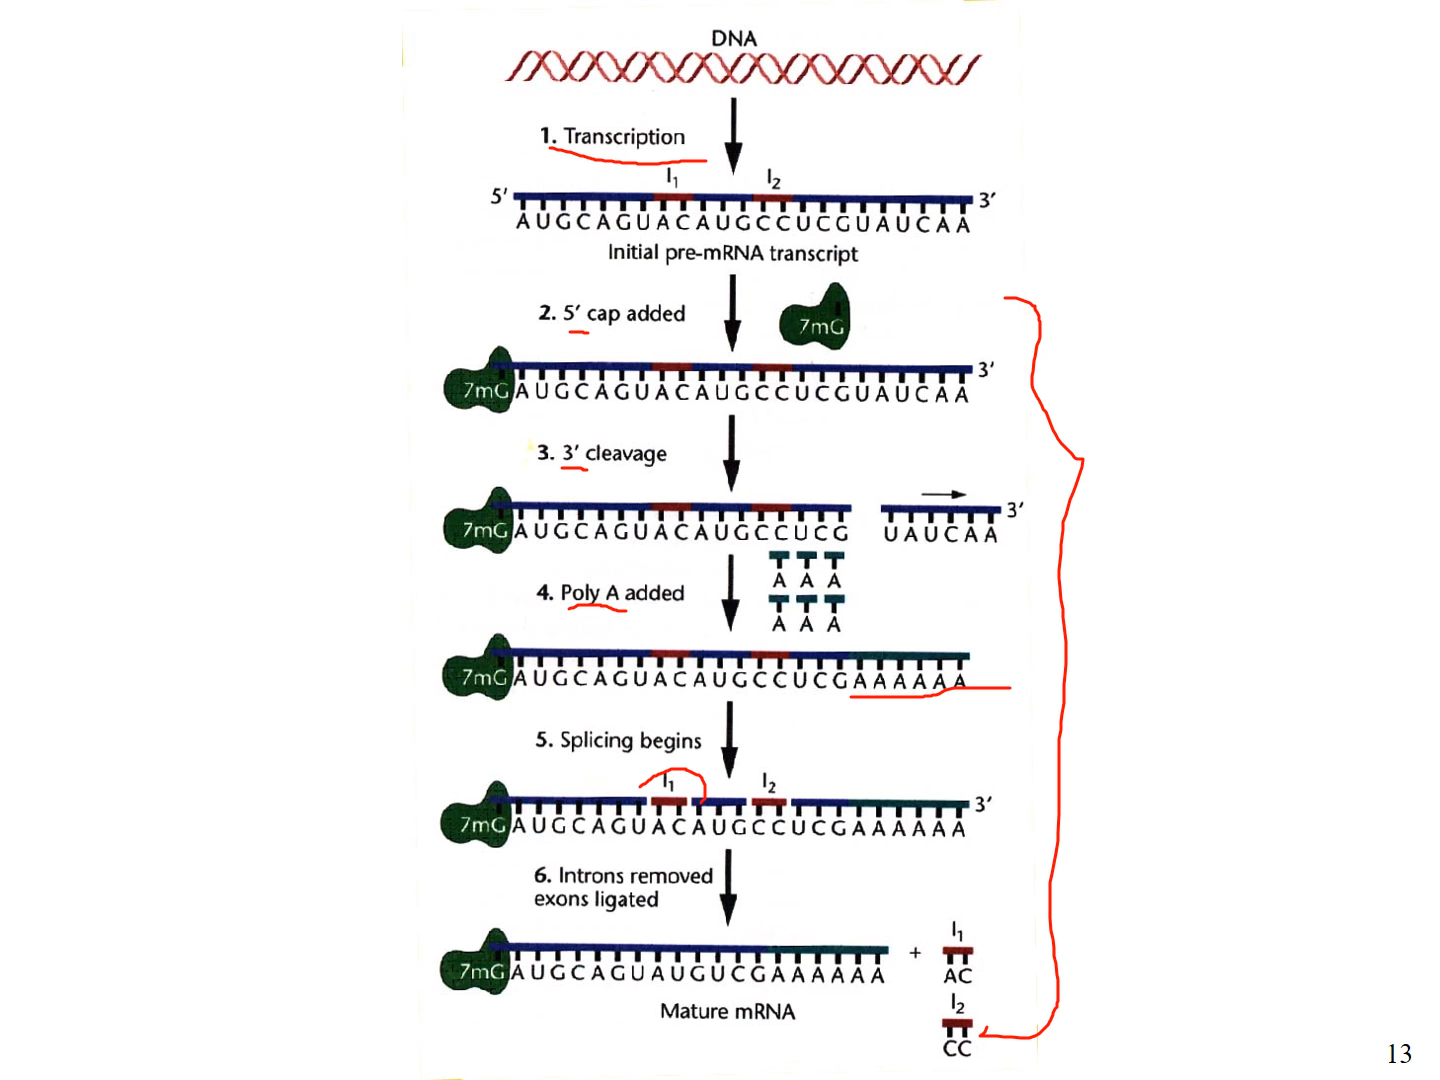 DNA
1. Transcription
I1 I2
5′ 3′
AUGCAGUACAUGCCUCGUAUCAA
Initial pre-mRNA transcript
2. 5′ cap added
7mG
3′
7mG AUGCAGUACAUGCCUCGUAUCAA
3. 3′ cleavage
3′
7mG AUGCAGUACAUGCCUCG UAUCAA
A A A
4. Poly A added
A A A
7mG AUGCAGUACAUGCCUCGAAAAAA
5. Splicing begins
I1 I2
3′
7mG AUGCAGUACAUGCCUCGAAAAAA
6. Introns removed
exons ligated
I1
+
7mG AUGCAGUAUGUCGAAAAAA AC
I2
Mature mRNA
CC
13